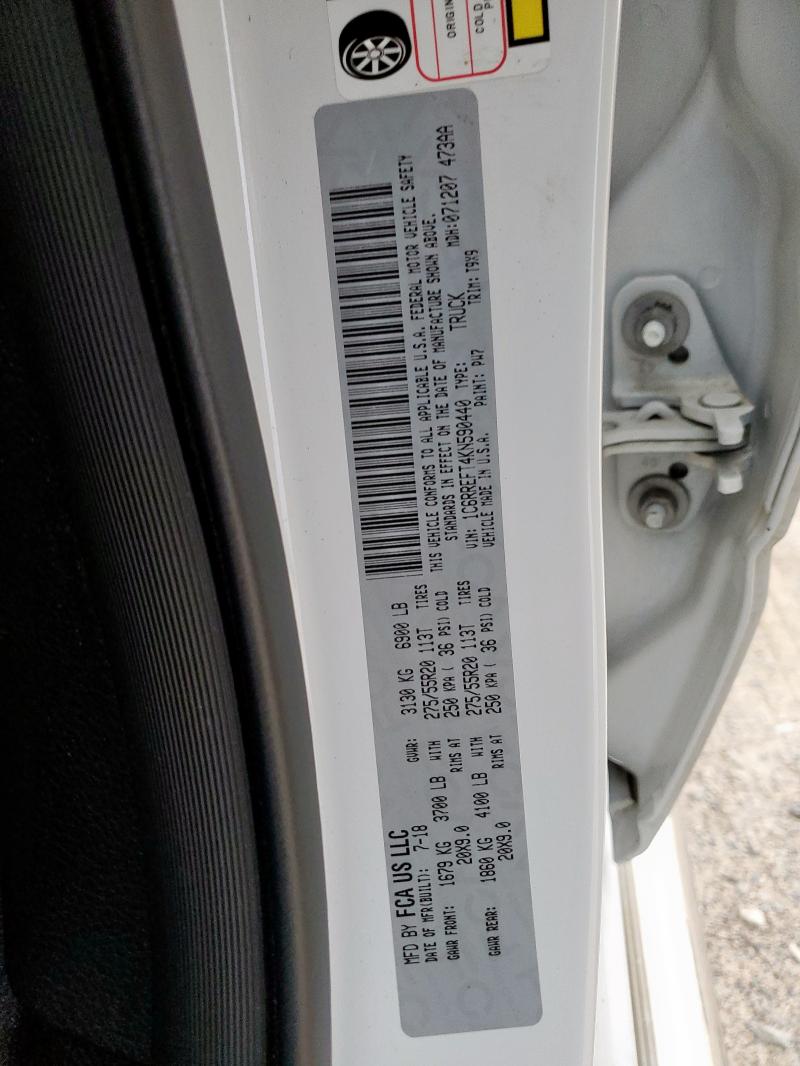 ORIGIN
COLD
P
MFD BY FCA US LLC
DATE OF MFR(BUILT): 7-18
GVWR: 3130 KG 6900 LB
GAWR FRONT: 1679 KG 3700 LB WITH 275/55R20 113T TIRES
20X9.0 RIMS AT 250 KPA ( 36 PSI) COLD
GAWR REAR: 1860 KG 4100 LB WITH 275/55R20 113T TIRES
20X9.0 RIMS AT 250 KPA ( 36 PSI) COLD
THIS VEHICLE CONFORMS TO ALL APPLICABLE U.S.A. FEDERAL MOTOR VEHICLE SAFETY
STANDARDS IN EFFECT ON THE DATE OF MANUFACTURE SHOWN ABOVE.
VIN: 1C6RREFT4KN590440 TYPE: TRUCK MDH:071207 473AA
VEHICLE MADE IN U.S.A. PAINT: PW7 TRIM: T9X9